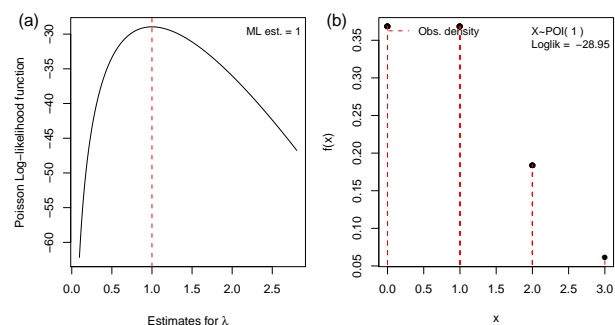 (a)
ML est. = 1
Poisson Log−likelihood function
−30
−35
−40
−45
−50
−55
−60
0.0 0.5 1.0 1.5 2.0 2.5
Estimates for λ
(b)
Obs. density
X~POI( 1 )
Loglik = −28.95
f(x)
0.35
0.30
0.25
0.20
0.15
0.10
0.05
0.0 0.5 1.0 1.5 2.0 2.5 3.0
x